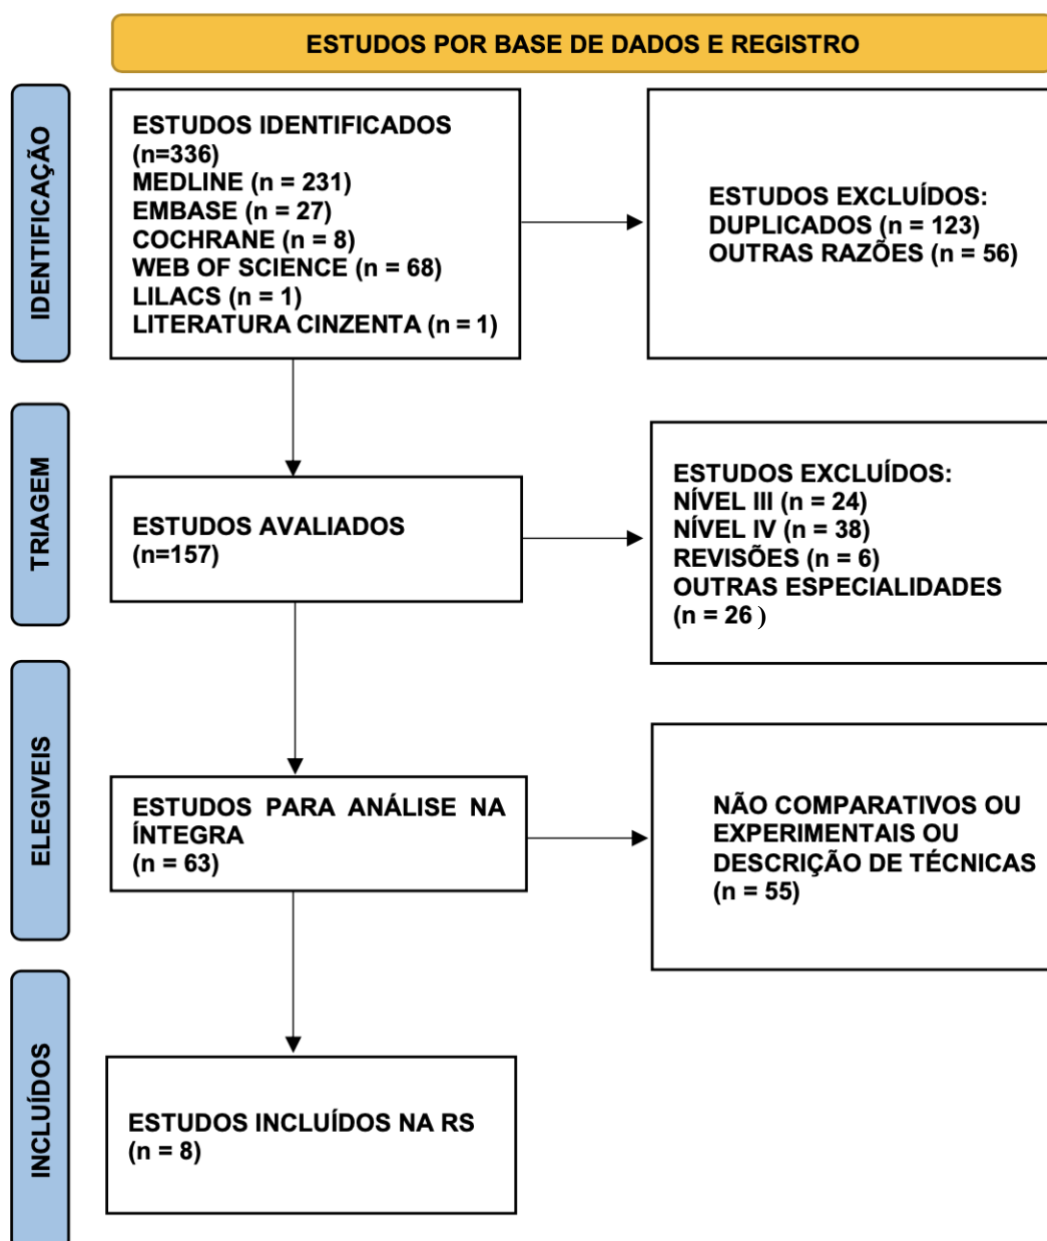 ESTUDOS POR BASE DE DADOS E REGISTRO
IDENTIFICAÇÃO
ESTUDOS IDENTIFICADOS
(n=336)
MEDLINE (n = 231)
EMBASE (n = 27)
COCHRANE (n = 8)
WEB OF SCIENCE (n = 68)
LILACS (n = 1)
LITERATURA CINZENTA (n = 1)
ESTUDOS EXCLUÍDOS:
DUPLICADOS (n = 123)
OUTRAS RAZÕES (n = 56)
TRIAGEM
ESTUDOS AVALIADOS
(n=157)
ESTUDOS EXCLUÍDOS:
NÍVEL III (n = 24)
NÍVEL IV (n = 38)
REVISÕES (n = 6)
OUTRAS ESPECIALIDADES
(n = 26 )
ELEGIVEIS
ESTUDOS PARA ANÁLISE NA
ÍNTEGRA
(n = 63)
NÃO COMPARATIVOS OU
EXPERIMENTAIS OU
DESCRIÇÃO DE TÉCNICAS
(n = 55)
INCLUÍDOS
ESTUDOS INCLUÍDOS NA RS
(n = 8)